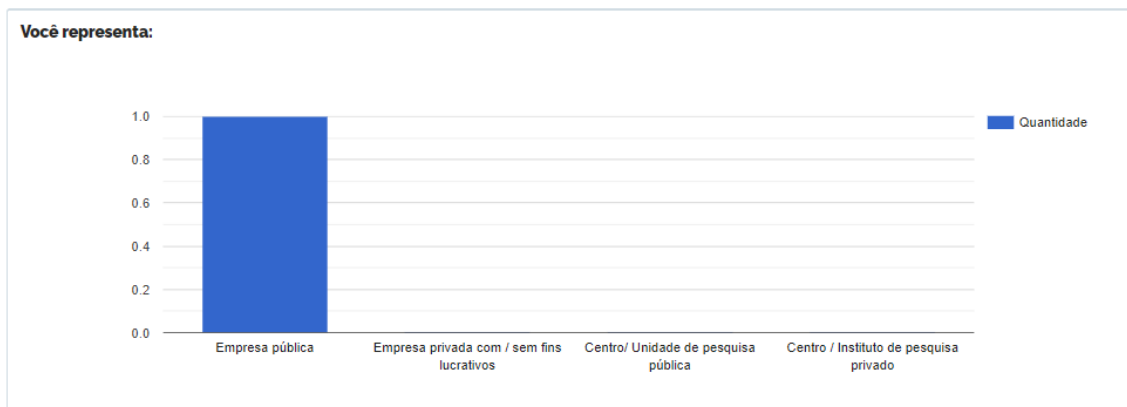 Você representa:
1.0
Quantidade
0.8
0.6
0.4
0.2
0.0
Empresa pública
Empresa privada com / sem fins
lucrativos
Centro/ Unidade de pesquisa
pública
Centro / Instituto de pesquisa
privado